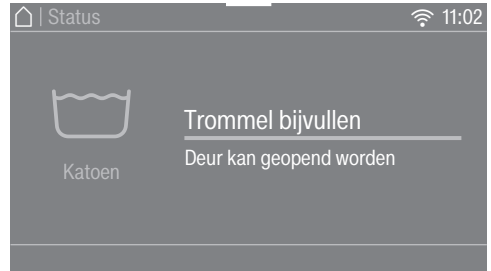 | Status 11:02
Trommel bijvullen
Deur kan geopend worden
Katoen